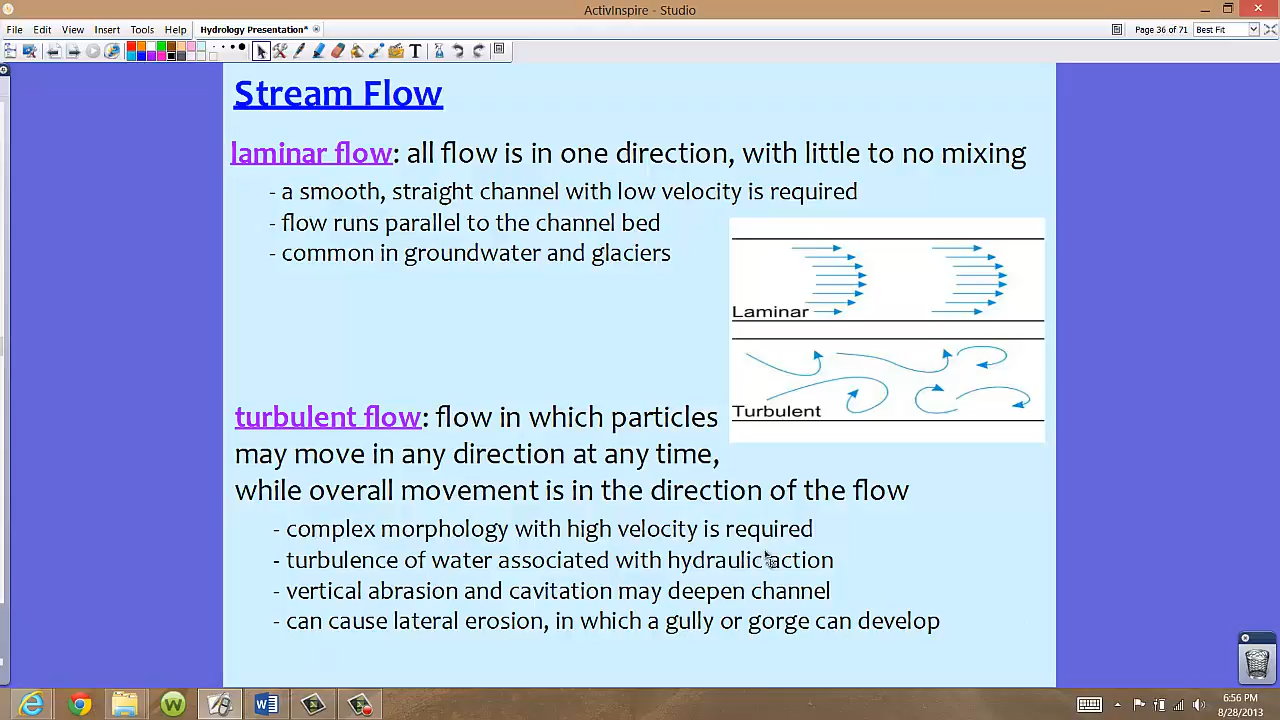 ActivInspire - Studio
File Edit View Insert Tools Help Hydrology Presentation* Page 36 of 71 Best Fit
Stream Flow
laminar flow: all flow is in one direction, with little to no mixing
- a smooth, straight channel with low velocity is required
- flow runs parallel to the channel bed
- common in groundwater and glaciers
Laminar
Turbulent
turbulent flow: flow in which particles
may move in any direction at any time,
while overall movement is in the direction of the flow
- complex morphology with high velocity is required
- turbulence of water associated with hydraulic action
- vertical abrasion and cavitation may deepen channel
- can cause lateral erosion, in which a gully or gorge can develop
6:56 PM
8/28/2013